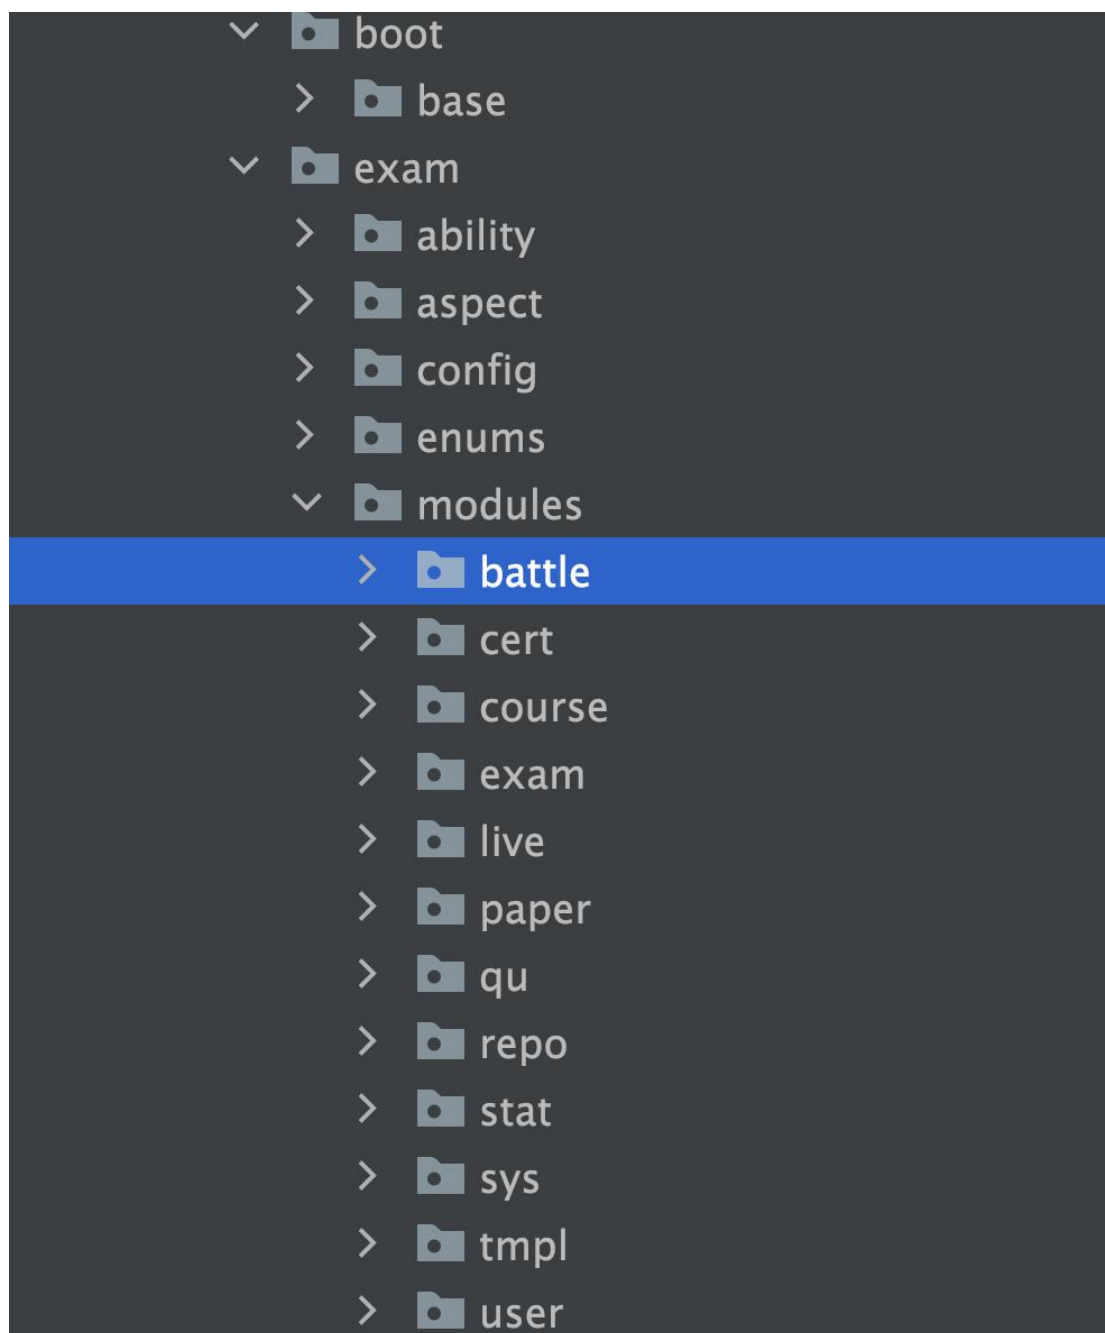 boot
base
exam
ability
aspect
config
enums
modules
battle
cert
course
exam
live
paper
qu
repo
stat
sys
tmpl
user